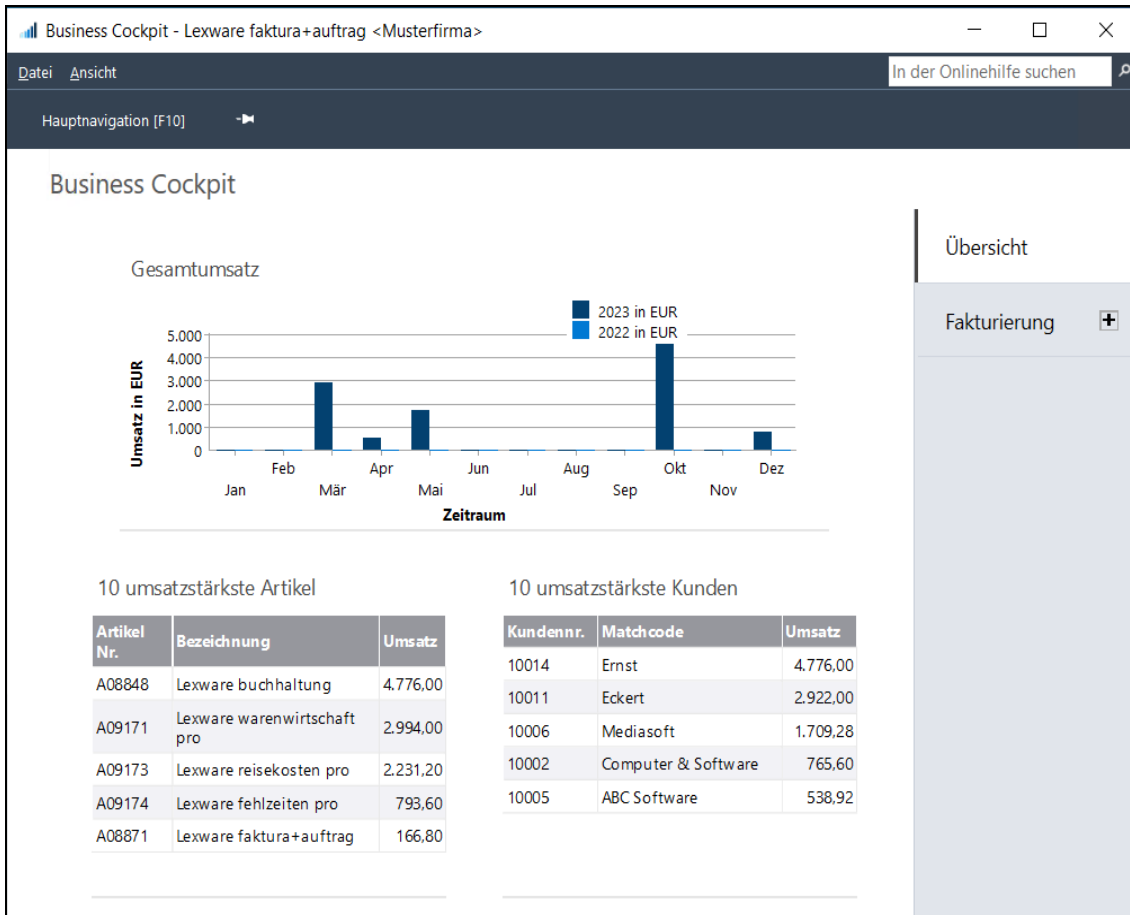 Business Cockpit - Lexware faktura+auftrag <Musterfirma>
Datei Ansicht
In der Onlinehilfe suchen
Hauptnavigation [F10]
Business Cockpit
Übersicht
Fakturierung
Gesamtumsatz
2023 in EUR
2022 in EUR
Umsatz in EUR
5.000
4.000
3.000
2.000
1.000
0
Feb Apr Jun Aug Okt Dez
Jan Mär Mai Jul Sep Nov
Zeitraum
10 umsatzstärkste Artikel
Artikel Nr. Bezeichnung Umsatz
A08848 Lexware buchhaltung 4.776,00
A09171 Lexware warenwirtschaft pro 2.994,00
A09173 Lexware reisekosten pro 2.231,20
A09174 Lexware fehlzeiten pro 793,60
A08871 Lexware faktura+auftrag 166,80
10 umsatzstärkste Kunden
Kundennr. Matchcode Umsatz
10014 Ernst 4.776,00
10011 Eckert 2.922,00
10006 Mediasoft 1.709,28
10002 Computer & Software 765,60
10005 ABC Software 538,92